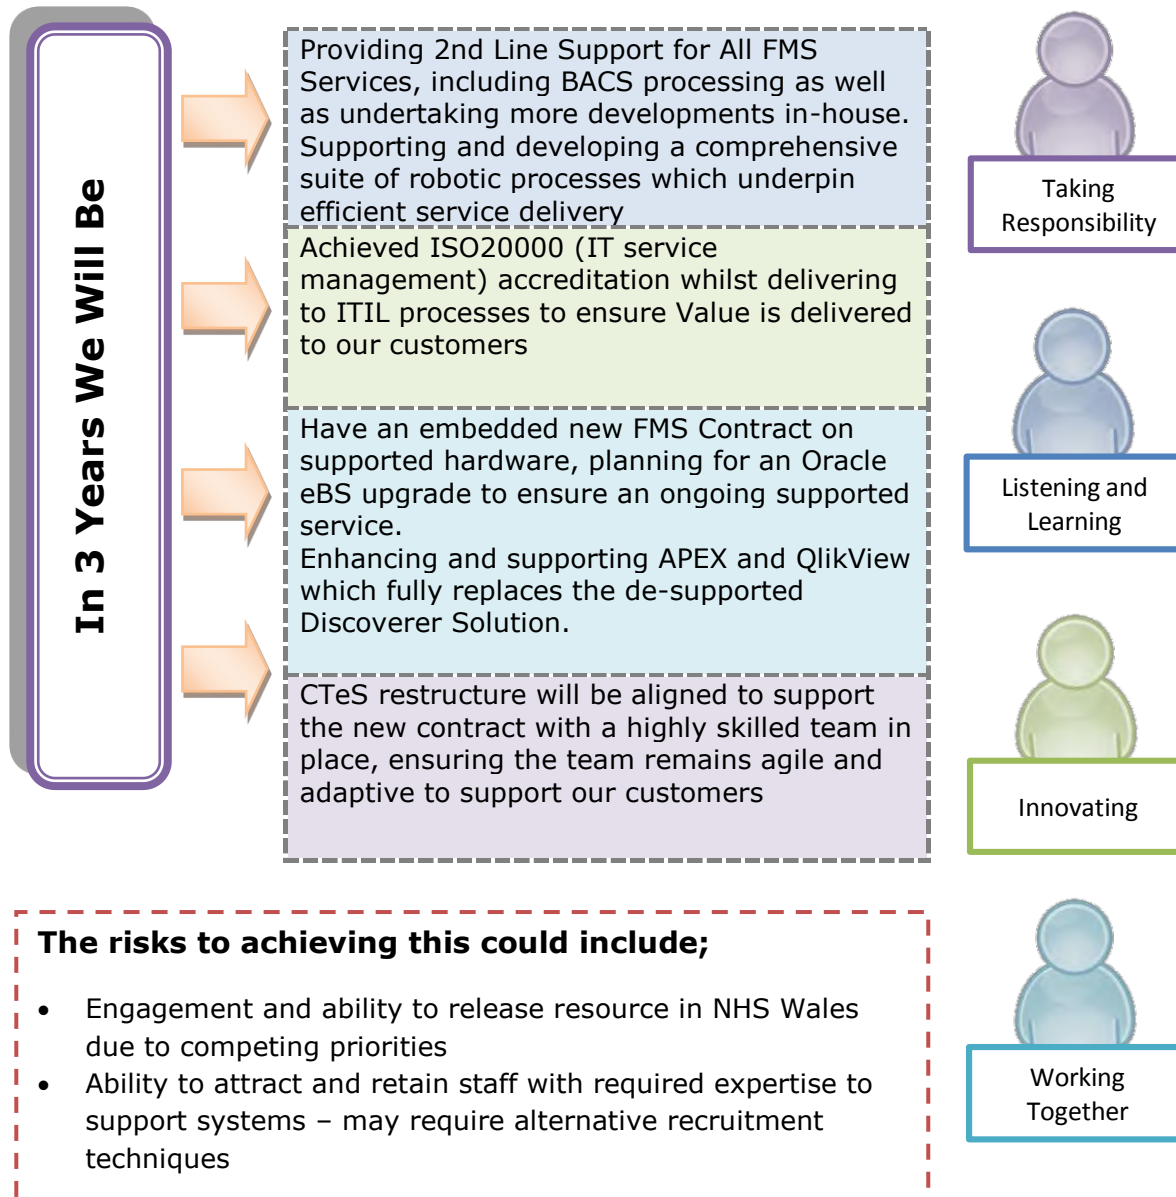 In 3 Years We Will Be
Providing 2nd Line Support for All FMS
Services, including BACS processing as well
as undertaking more developments in-house.
Supporting and developing a comprehensive
suite of robotic processes which underpin
efficient service delivery
Achieved ISO20000 (IT service
management) accreditation whilst delivering
to ITIL processes to ensure Value is delivered
to our customers
Have an embedded new FMS Contract on
supported hardware, planning for an Oracle
eBS upgrade to ensure an ongoing supported
service.
Enhancing and supporting APEX and QlikView
which fully replaces the de-supported
Discoverer Solution.
CTeS restructure will be aligned to support
the new contract with a highly skilled team in
place, ensuring the team remains agile and
adaptive to support our customers
Taking
Responsibility
Listening and
Learning
Innovating
Working
Together
The risks to achieving this could include;
• Engagement and ability to release resource in NHS Wales
due to competing priorities
• Ability to attract and retain staff with required expertise to
support systems – may require alternative recruitment
techniques